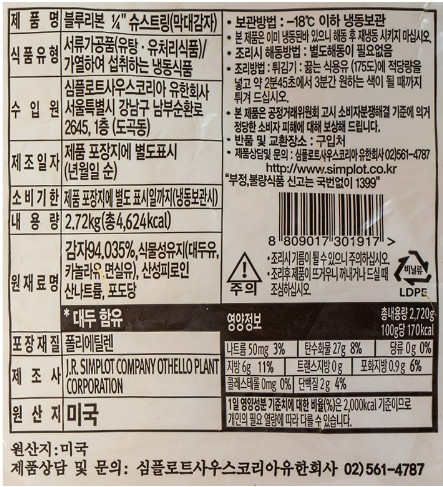 제 품 명 블루리본 ¼" 슈스트링(막대감자)
식품유형 서류가공품(유탕·유처리식품)/
가열하여 섭취하는 냉동식품
수 입 원 심플로트사우스코리아 유한회사
서울특별시 강남구 남부순환로
2645, 1층 (도곡동)
제조일자 제품 포장지에 별도표시
(년월일 순)
소비기한 제품 포장지에 별도 표시일까지(냉동보관시)
내 용 량 2.72kg(총4,624kcal)
원재료명 감자94.035%, 식물성유지(대두유,
카놀라유,면실유), 산성피로인
산나트륨, 포도당
* 대두 함유
포장재질 폴리에틸렌
제 조 사 J.R. SIMPLOT COMPANY OTHELLO PLANT
CORPORATION
원 산 지 미국
• 보관방법 : -18℃ 이하 냉동보관
• 본 제품은 이미 냉동된바 있으니 해동 후 재냉동 시키지 마십시오.
• 조리시 해동방법 : 별도해동이 필요없음
• 조리방법 : 튀김기 : 끓는 식용유 (175도)에 적당량을
넣고 약 2분45초에서 3분간 원하는 색이 될 때까지
튀겨 드십시오.
• 본 제품은 공정거래위원회 고시 소비자분쟁해결 기준에 의거
정당한 소비자 피해에 대해 보상해 드립니다.
• 반품 및 교환장소 : 구입처
• 제품상담및 문의 : 심플로트사우스코리아유한회사 02)561-4787
http://www.simplot.co.kr
"부정,불량식품 신고는 국번없이 1399"
8 809017 301917 >
주의
•조리시 기름이 튈 수 있으니 주의하십시오.
•조리후 제품이 뜨거우니 꺼내거나 드실 때
조심하십시오
비닐류
LDPE
영양정보 총내용량 2,720g
100g당 170kcal
나트륨 50mg 3% 탄수화물 27g 8% 당류 0g 0%
지방 6g 11% 트랜스지방 0g 포화지방 0.9g 6%
콜레스테롤 0mg 0% 단백질 2g 4%
1일 영양성분 기준치에 대한 비율(%)은 2,000kcal 기준이므로
개인의 필요 열량에 따라 다를 수 있습니다.
원산지:미국
제품상담 및 문의: 심플로트사우스코리아유한회사 02)561-4787